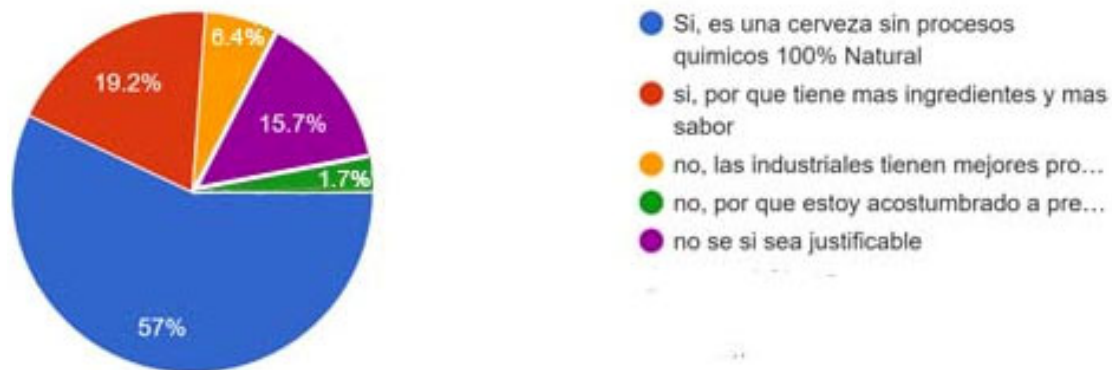 6.4%
19.2%
15.7%
1.7%
57%
Si, es una cerveza sin procesos
quimicos 100% Natural
si, por que tiene mas ingredientes y mas
sabor
no, las industriales tienen mejores pro...
no, por que estoy acostumbrado a pre...
no se si sea justificable